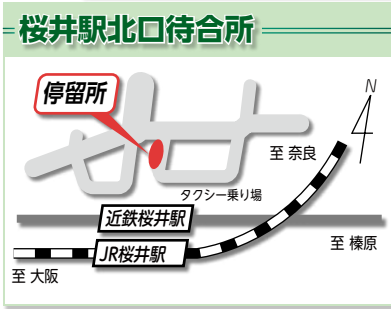 桜井駅北口待合所
停留所
N
至 奈良
タクシー乗り場
近鉄桜井駅
至 榛原
JR桜井駅
至 大阪